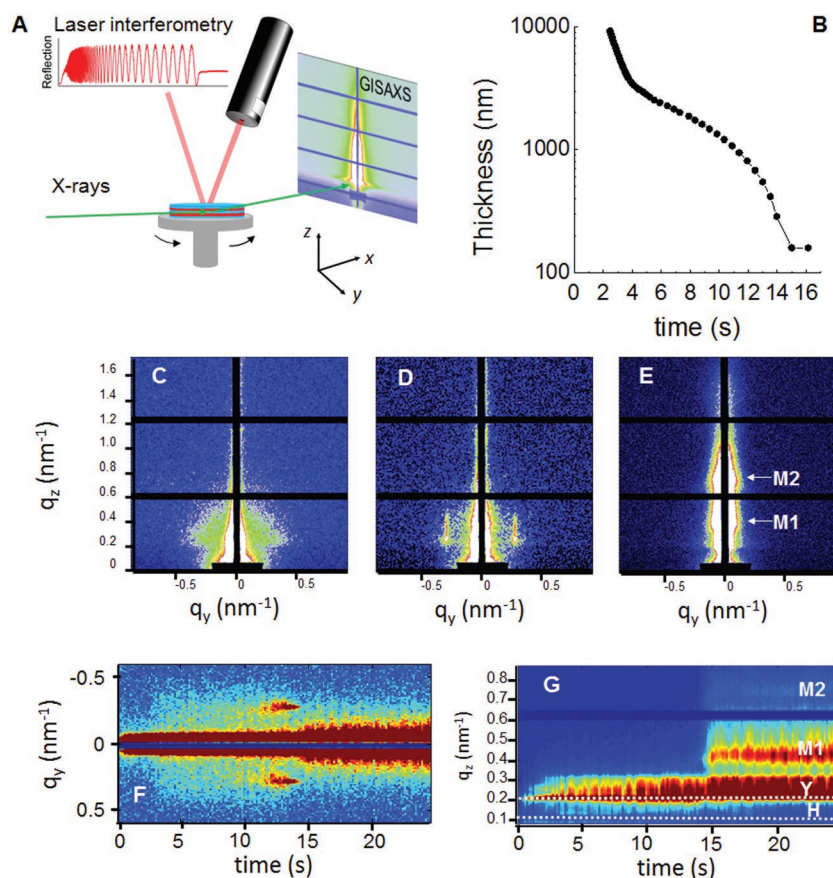 A
Laser interferometry
Reflection
GISAXS
X-rays
z
x
y
B
Thickness (nm)
10000
1000
100
0 2 4 6 8 10 12 14 16
time (s)
C
q_z (nm⁻¹)
1.6
1.4
1.2
1.0
0.8
0.6
0.4
0.2
0
-0.5 0 0.5
q_y (nm⁻¹)
D
-0.5 0 0.5
q_y (nm⁻¹)
E
M2
M1
-0.5 0 0.5
q_y (nm⁻¹)
F
q_y (nm⁻¹)
-0.5
0
0.5
0 5 10 15 20
time (s)
G
q_z (nm⁻¹)
0.8
0.7
0.6
0.5
0.4
0.3
0.2
0.1
M2
M1
Y
H
0 5 10 15 20
time (s)